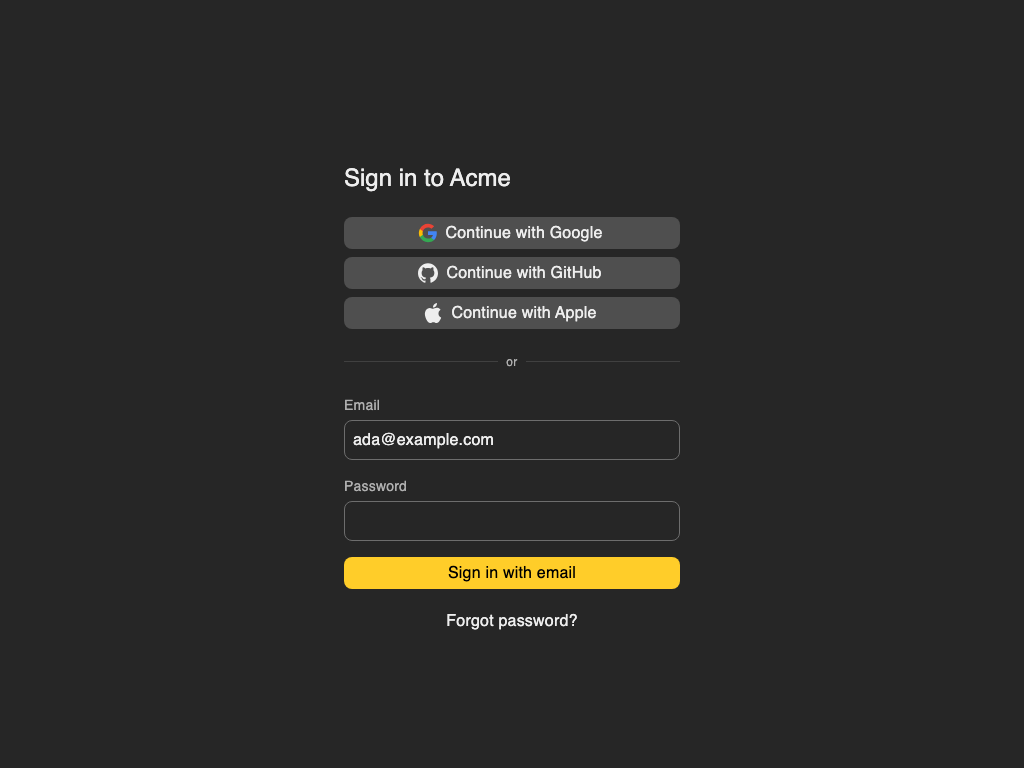 Sign in to Acme
Continue with Google
Continue with GitHub
Continue with Apple
or
Email
ada@example.com
Password
Sign in with email
Forgot password?